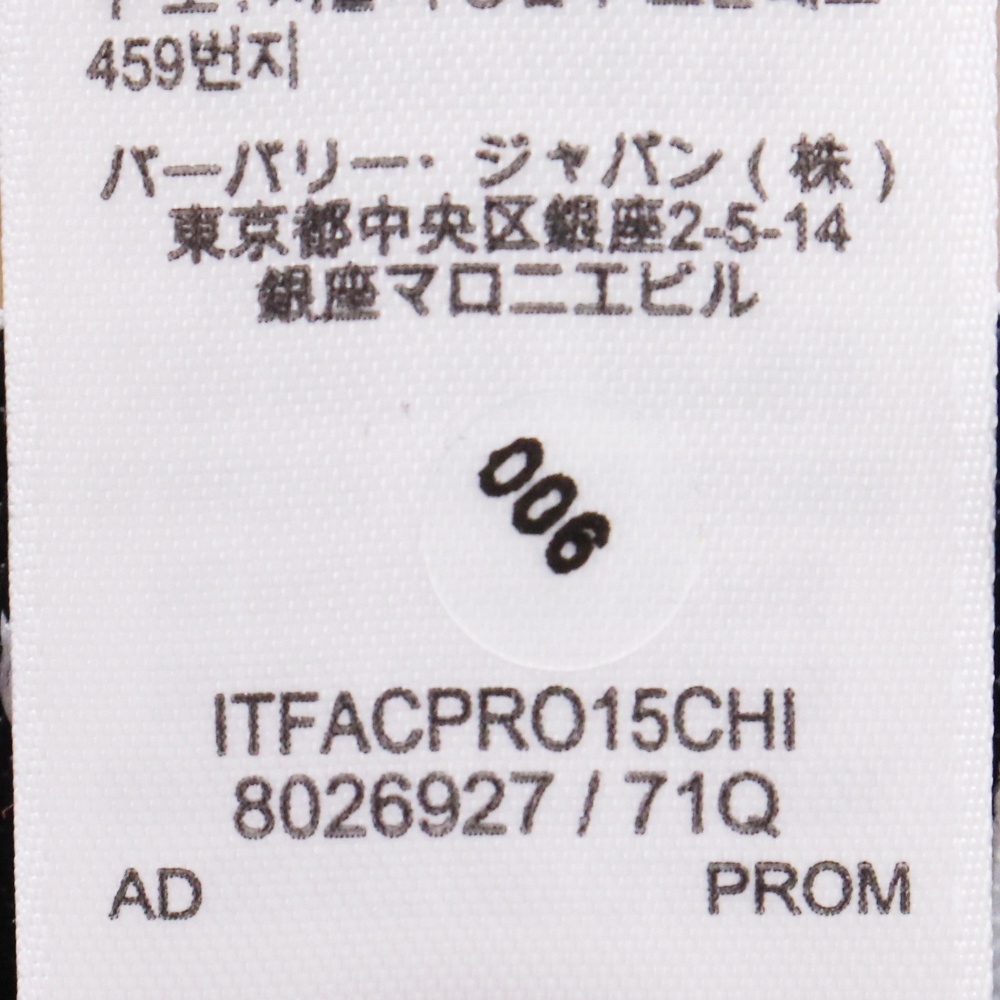 459번지
バーバリー・ジャパン(株)
東京都中央区銀座2-5-14
銀座マロニエビル
006
ITFACPRO15CHI
8026927 / 71Q
AD PROM